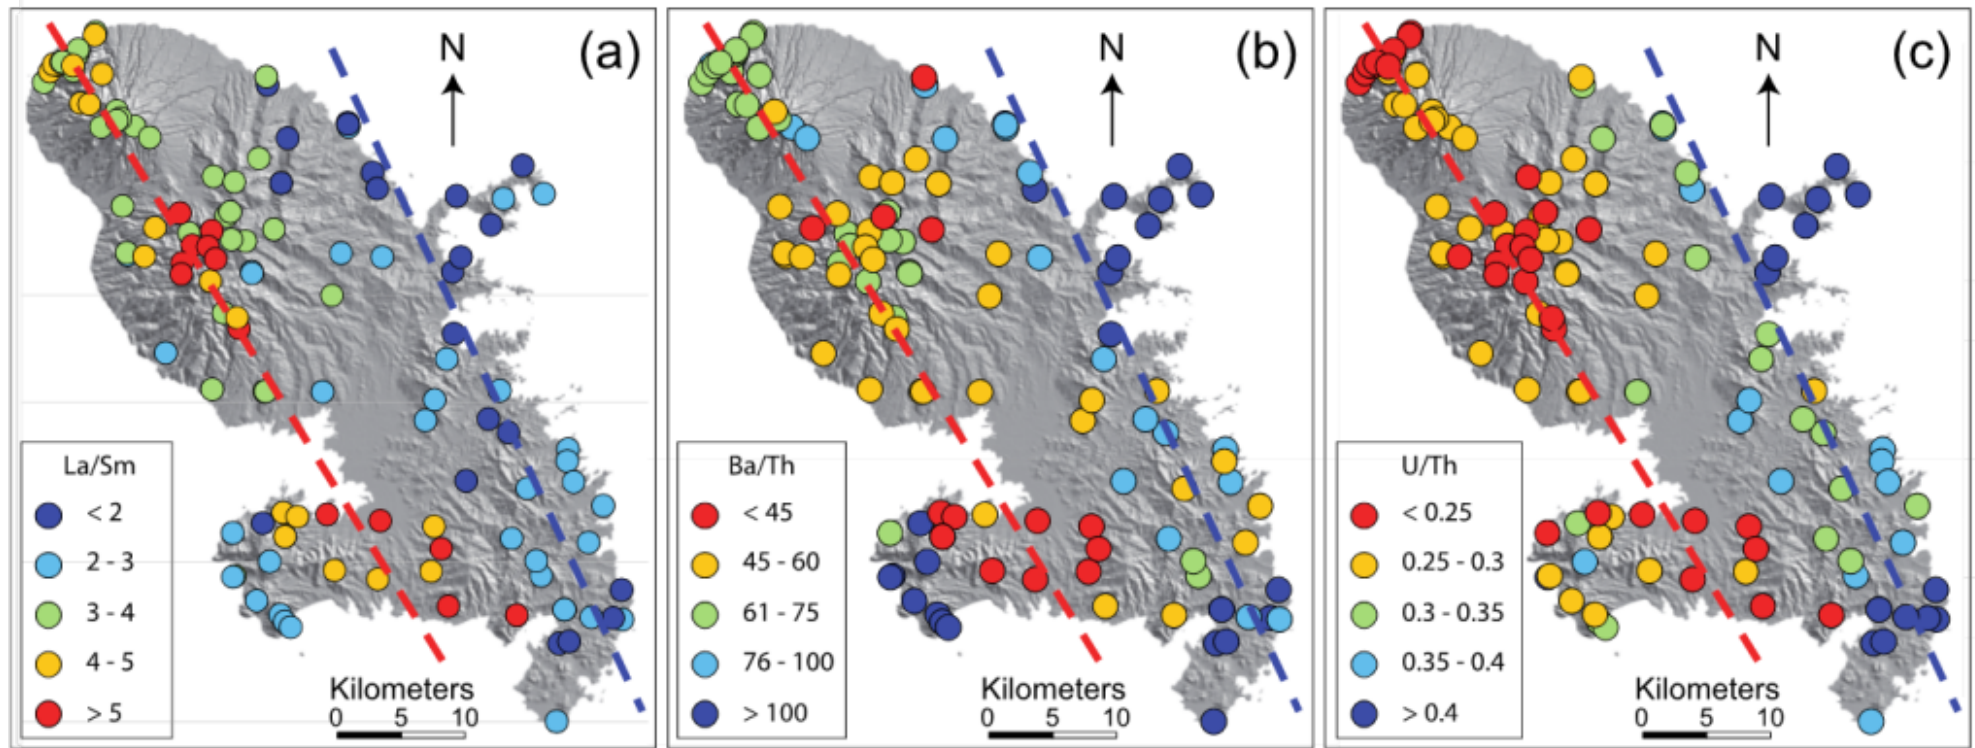 (a)
N
La/Sm
< 2
2 - 3
3 - 4
4 - 5
> 5
Kilometers
0 5 10
(b)
N
Ba/Th
< 45
45 - 60
61 - 75
76 - 100
> 100
Kilometers
0 5 10
(c)
N
U/Th
< 0.25
0.25 - 0.3
0.3 - 0.35
0.35 - 0.4
> 0.4
Kilometers
0 5 10